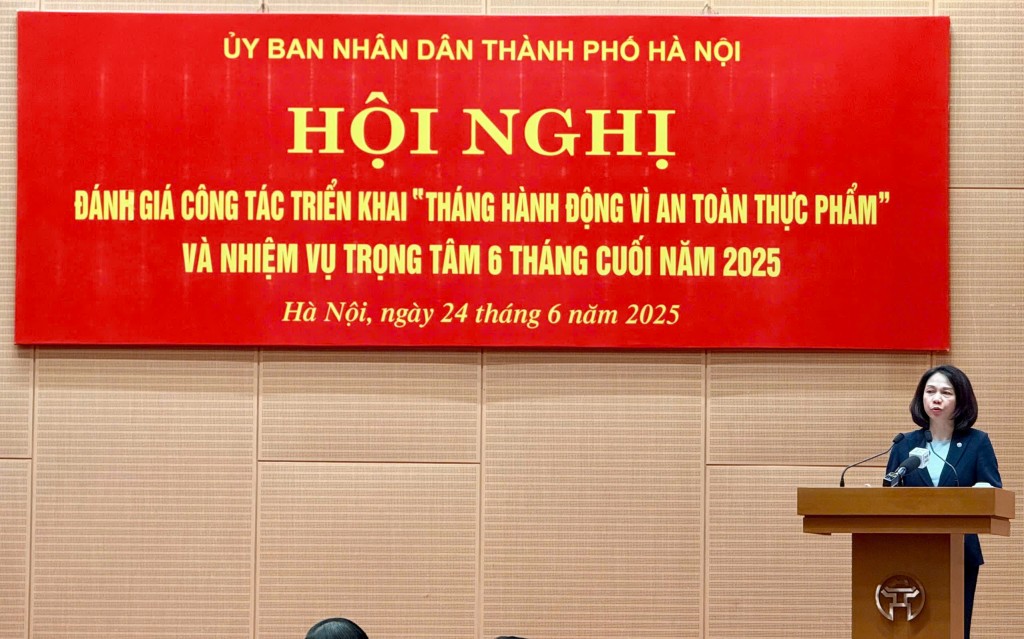 ỦY BAN NHÂN DÂN THÀNH PHỐ HÀ NỘI
HỘI NGHỊ
ĐÁNH GIÁ CÔNG TÁC TRIỂN KHAI "THÁNG HÀNH ĐỘNG VÌ AN TOÀN THỰC PHẨM"
VÀ NHIỆM VỤ TRỌNG TÂM 6 THÁNG CUỐI NĂM 2025
Hà Nội, ngày 24 tháng 6 năm 2025